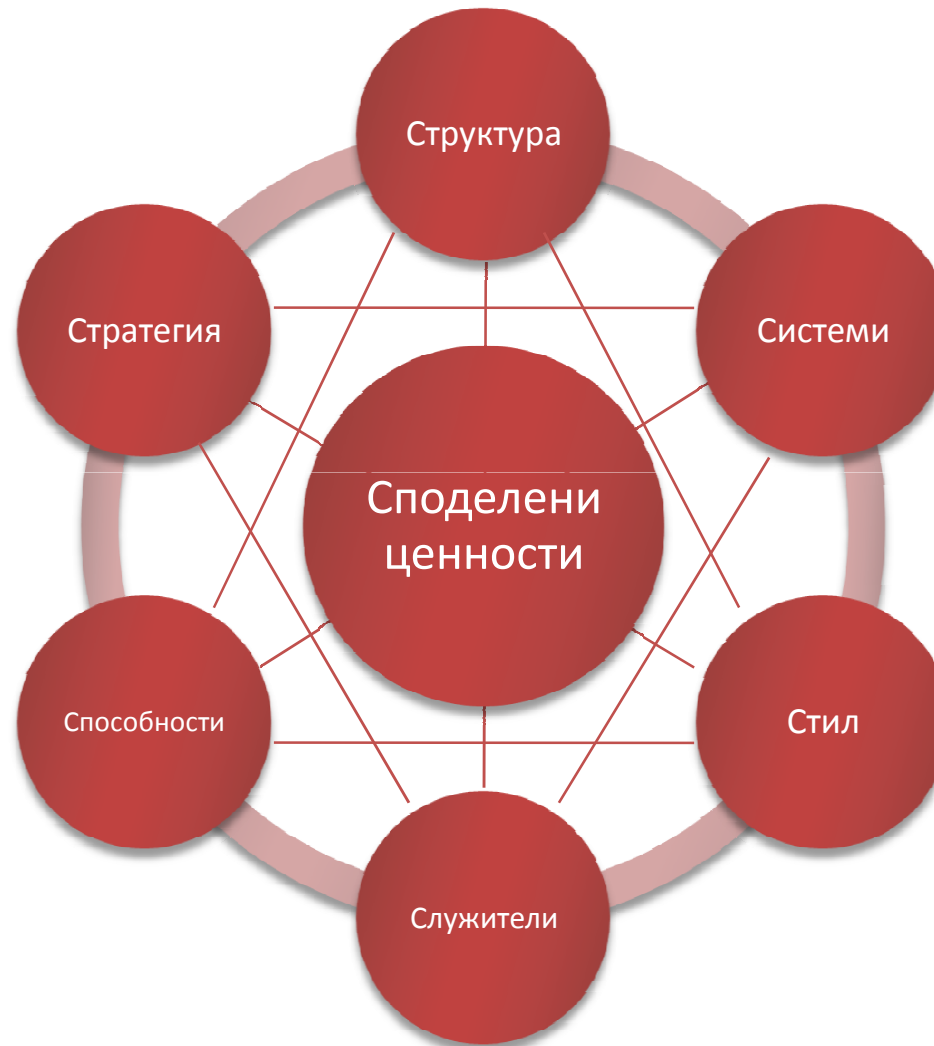 Структура
Стратегия
Системи
Споделени
ценности
Способности
Стил
Служители